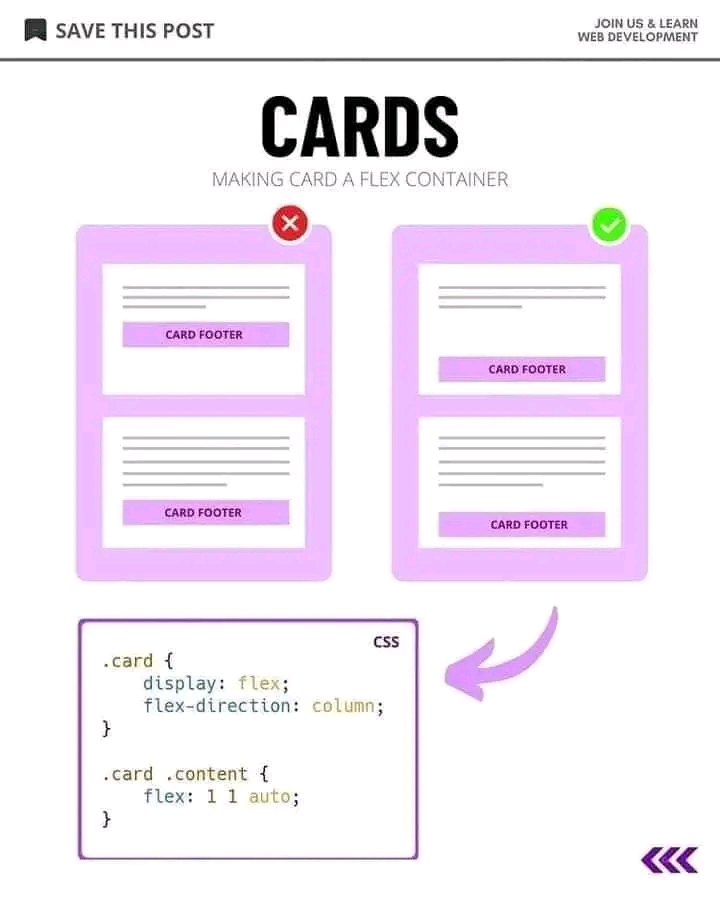 SAVE THIS POST
JOIN US & LEARN
WEB DEVELOPMENT
CARDS
MAKING CARD A FLEX CONTAINER
CARD FOOTER
CARD FOOTER
CARD FOOTER
CARD FOOTER
CSS
.card {
    display: flex;
    flex-direction: column;
}

.card .content {
    flex: 1 1 auto;
}